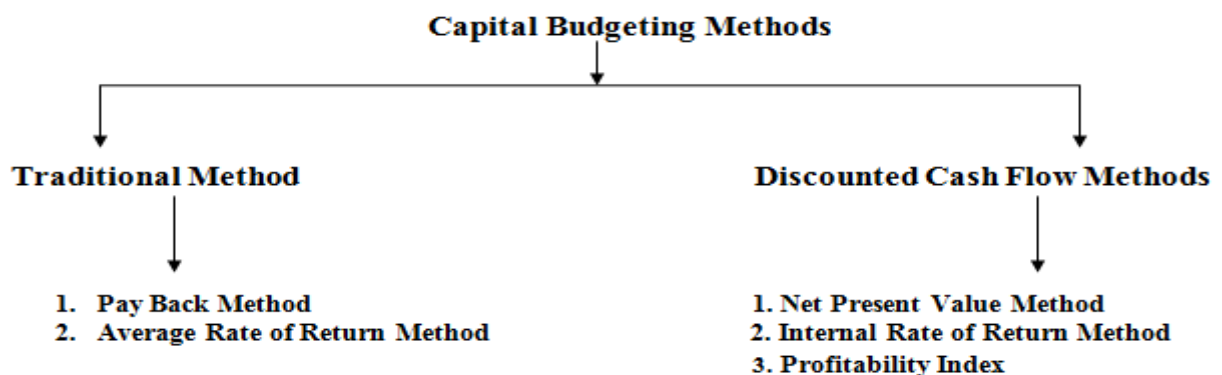 Capital Budgeting Methods
Traditional Method
Discounted Cash Flow Methods
1. Pay Back Method
2. Average Rate of Return Method
1. Net Present Value Method
2. Internal Rate of Return Method
3. Profitability Index